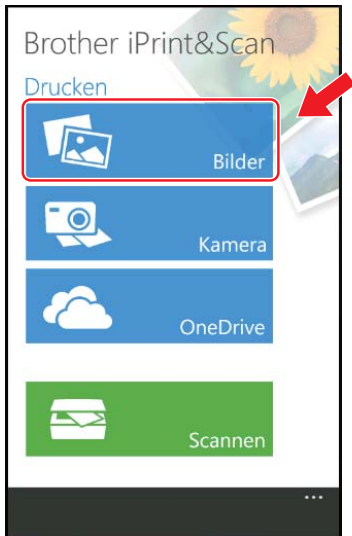 Brother iPrint&Scan
Drucken
Bilder
Kamera
OneDrive
Scannen
...